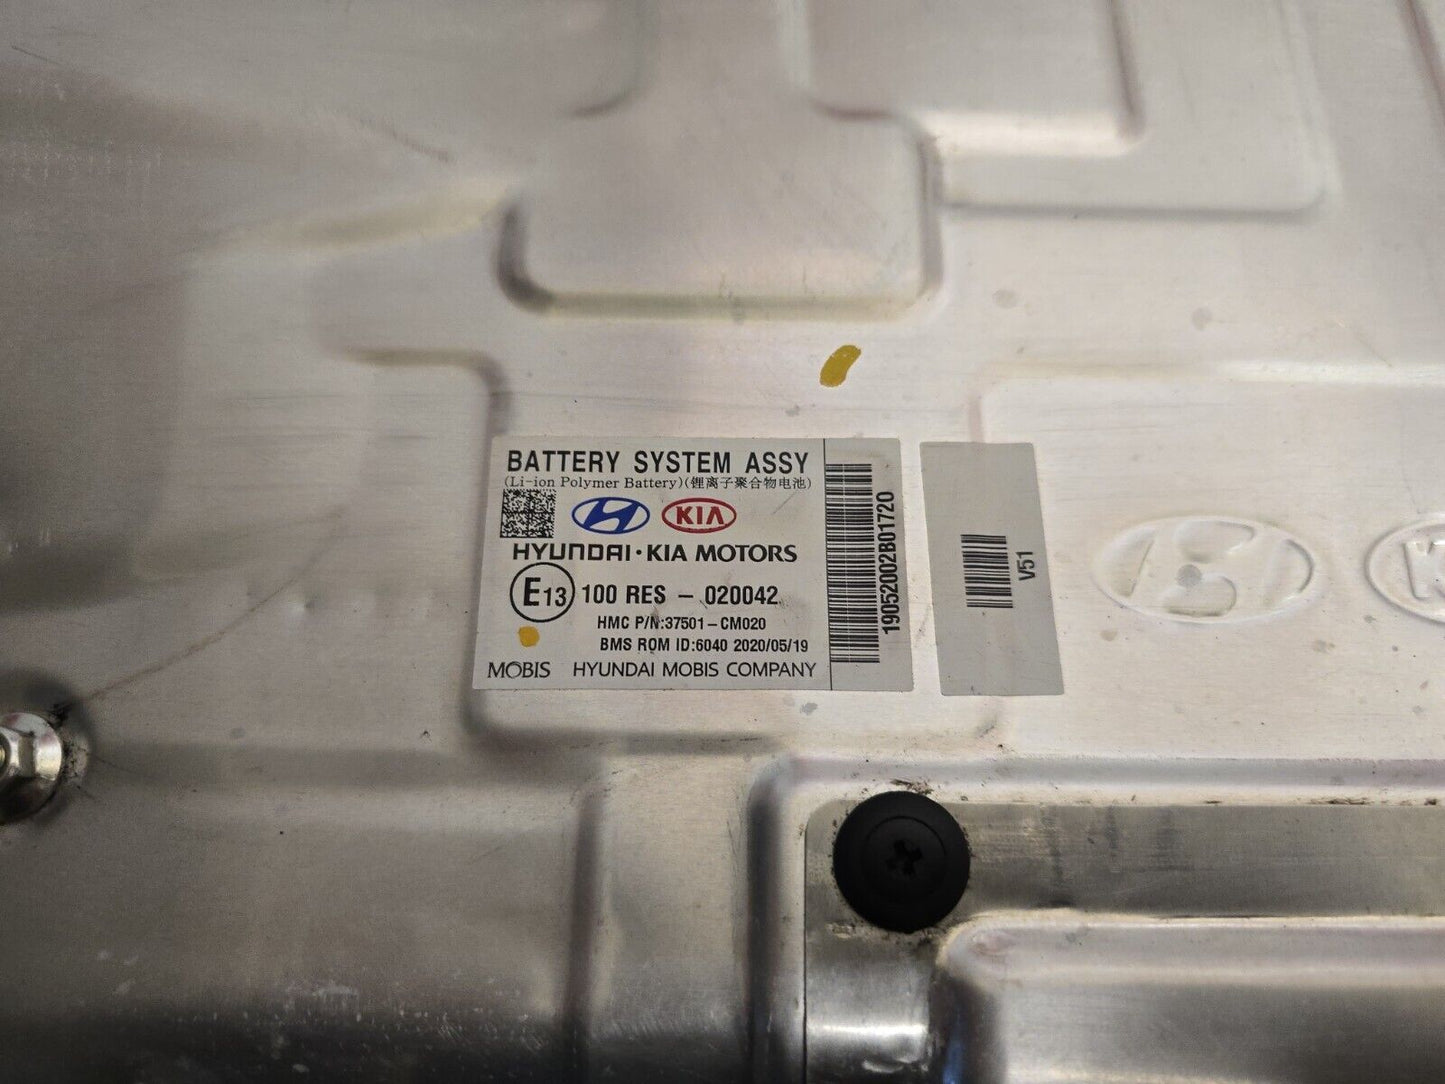 BATTERY SYSTEM ASSY
(Li-ion Polymer Battery)(锂离子聚合物电池)
KIA
HYUNDAI · KIA MOTORS
E13 100 RES - 020042
HMC P/N:37501-CM020
BMS ROM ID:6040 2020/05/19
MOBIS HYUNDAI MOBIS COMPANY
19052002B01720
V51